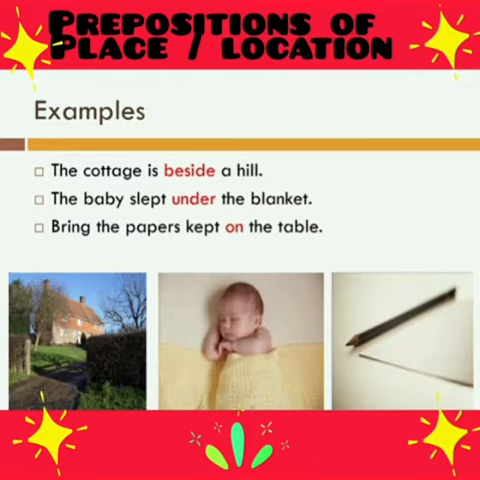 PREPOSITIONS OF
PLACE / LOCATION
Examples
The cottage is beside a hill.
The baby slept under the blanket.
Bring the papers kept on the table.